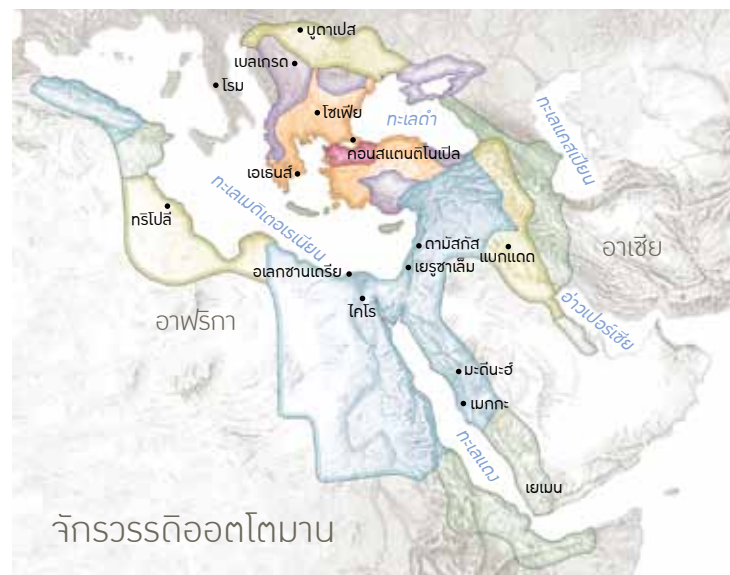 บูดาเปส
เบลเกรด
โรม
โซเฟีย
ทะเลดำ
ทะเลแคสเปียน
คอนสแตนติโนเปิล
เอเธนส์
ทะเลเมดิเตอเรเนียน
ทริโปลี
ดามัสกัส
แบกแดด
อาเซีย
อเลกซานเดรีย
เยรูซาเล็ม
ไคโร
อาฟริกา
อ่าวเปอร์เซีย
มะดีนะฮ์
เมกกะ
ทะเลแดง
เยเมน
จักรวรรดิออตโตมาน